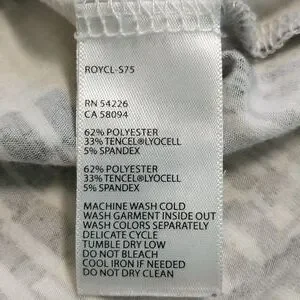 ROYCL-S75
RN 54226
CA 58094
62% POLYESTER
33% TENCEL®LYOCELL
5% SPANDEX
62% POLYESTER
33% TENCEL®LYOCELL
5% SPANDEX
MACHINE WASH COLD
WASH GARMENT INSIDE OUT
WASH COLORS SEPARATELY
DELICATE CYCLE
TUMBLE DRY LOW
DO NOT BLEACH
COOL IRON IF NEEDED
DO NOT DRY CLEAN